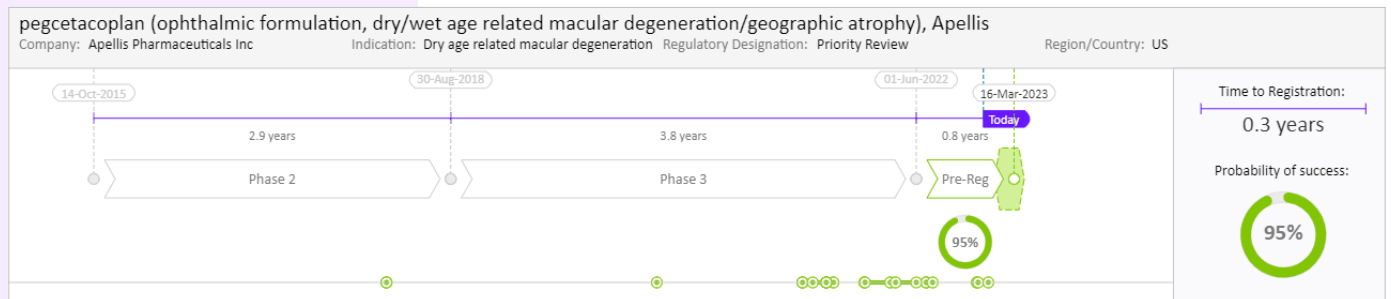 pegcetacoplan (ophthalmic formulation, dry/wet age related macular degeneration/geographic atrophy), Apellis
Company: Apellis Pharmaceuticals Inc Indication: Dry age related macular degeneration Regulatory Designation: Priority Review Region/Country: US
14-Oct-2015
30-Aug-2018
01-Jun-2022
16-Mar-2023
Today
2.9 years
3.8 years
0.8 years
Phase 2
Phase 3
Pre-Reg
95%
Time to Registration:
0.3 years
Probability of success:
95%